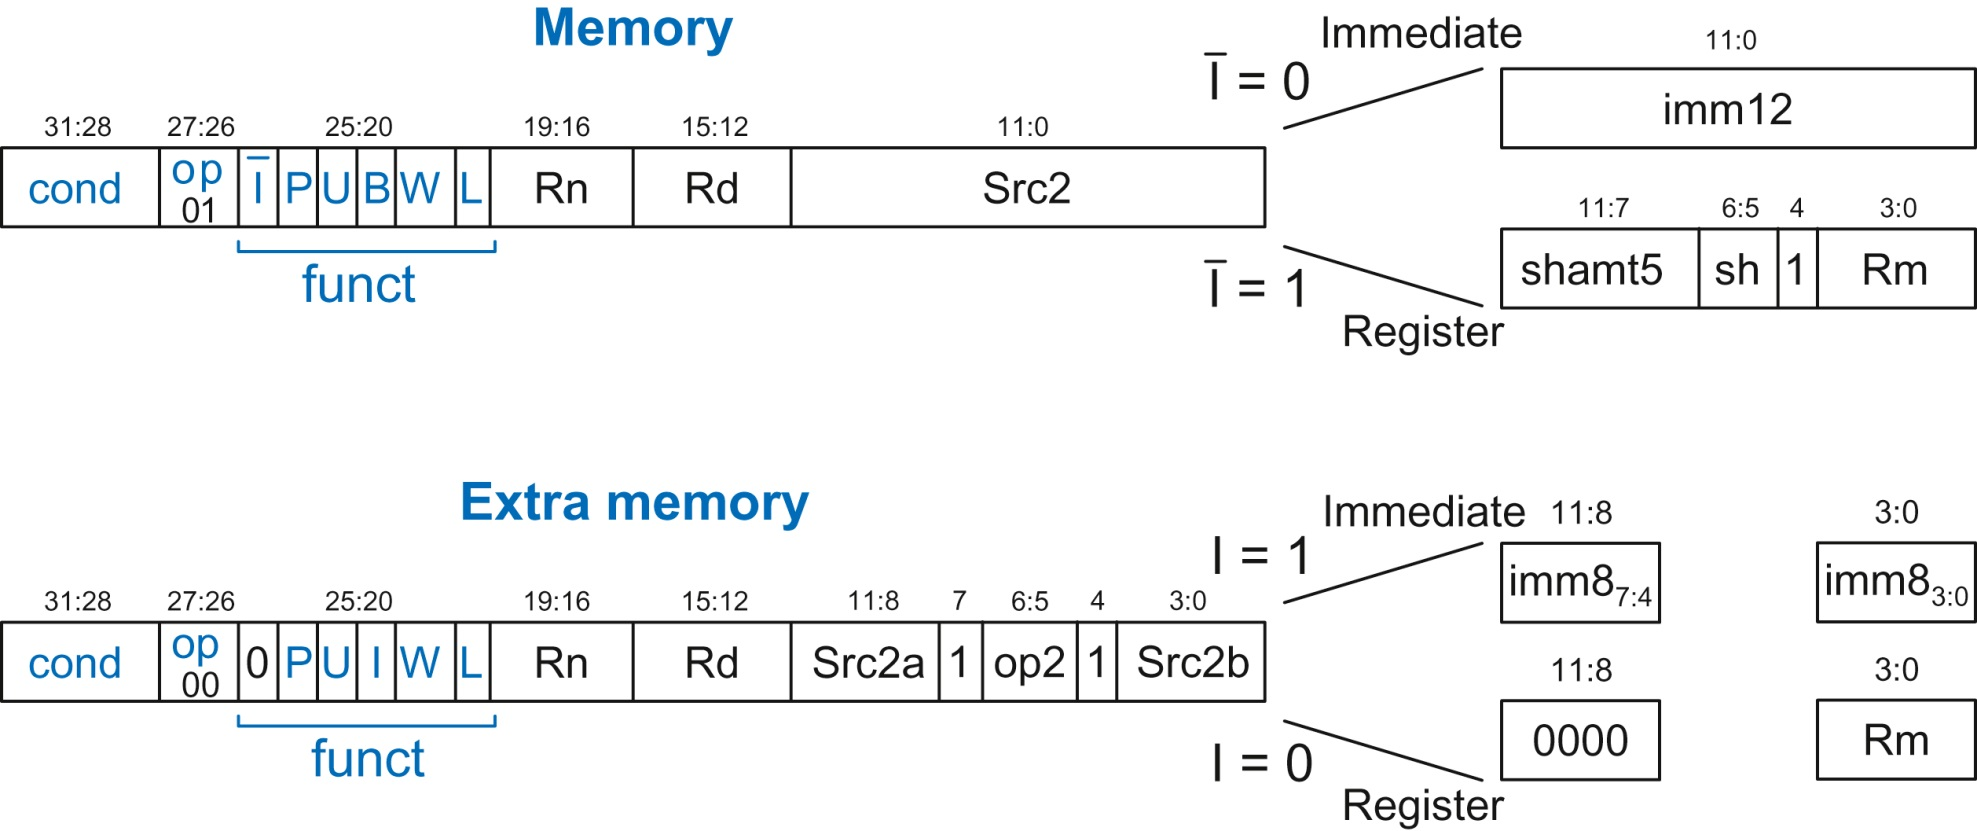 Memory
31:28 27:26 25:20 19:16 15:12 11:0
cond op 01 I̅ P U B W L Rn Rd Src2
funct
I̅ = 0
Immediate
11:0
imm12
I̅ = 1
Register
11:7 6:5 4 3:0
shamt5 sh 1 Rm
Extra memory
31:28 27:26 25:20 19:16 15:12 11:8 7 6:5 4 3:0
cond op 00 0 P U I W L Rn Rd Src2a 1 op2 1 Src2b
funct
I = 1
Immediate
11:8 3:0
imm8₇:₄ imm8₃:₀
I = 0
Register
11:8 3:0
0000 Rm